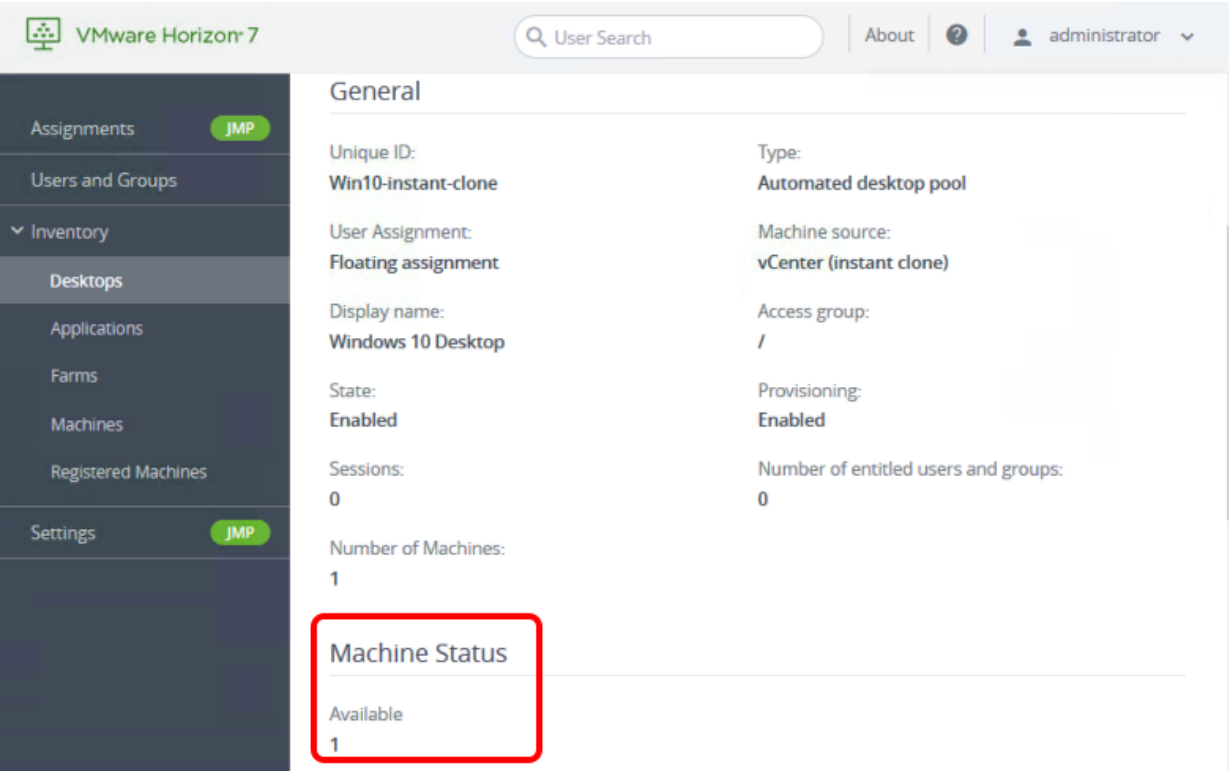 VMware Horizon® 7
User Search
About
administrator
Assignments
JMP
Users and Groups
Inventory
Desktops
Applications
Farms
Machines
Registered Machines
Settings
JMP
General
Unique ID:
Win10-instant-clone
Type:
Automated desktop pool
User Assignment:
Floating assignment
Machine source:
vCenter (instant clone)
Display name:
Windows 10 Desktop
Access group:
/
State:
Enabled
Provisioning:
Enabled
Sessions:
0
Number of entitled users and groups:
0
Number of Machines:
1
Machine Status
Available
1